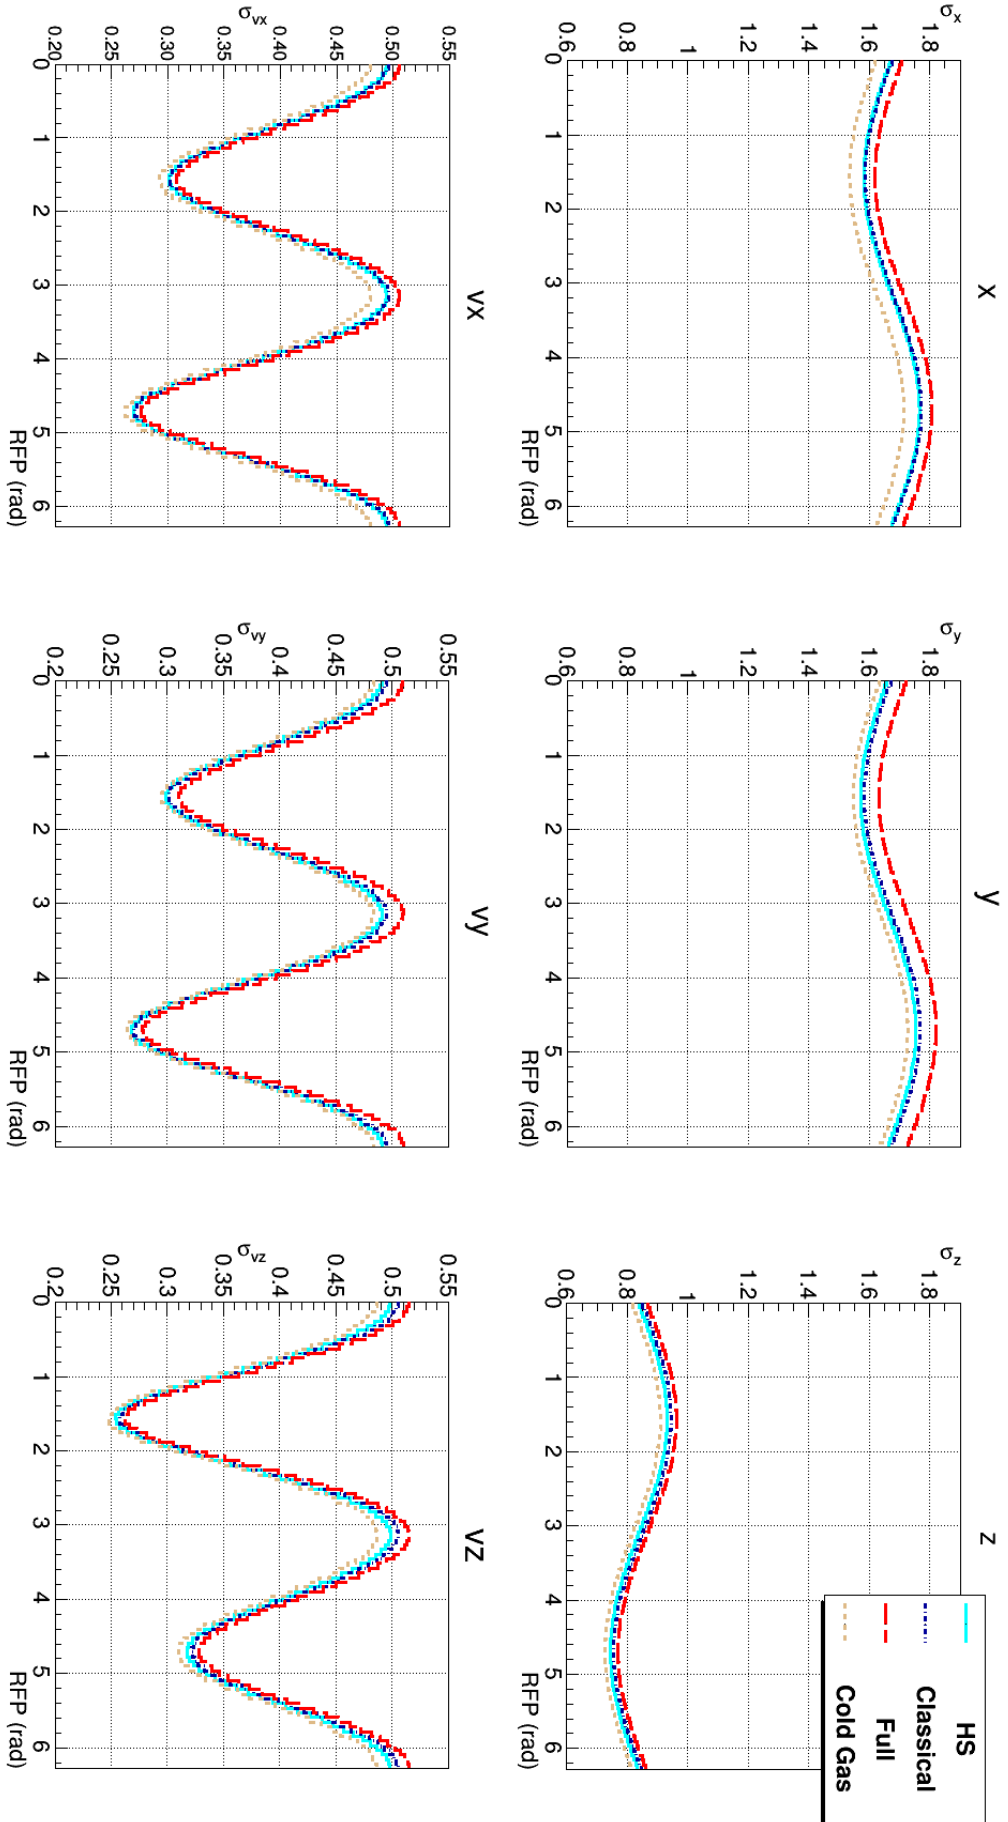 x
σx
0.6 0.8 1 1.2 1.4 1.6 1.8
0 1 2 3 4 5 6
RFP (rad)
y
σy
0.6 0.8 1 1.2 1.4 1.6 1.8
0 1 2 3 4 5 6
RFP (rad)
z
σz
0.6 0.8 1 1.2 1.4 1.6 1.8
0 1 2 3 4 5 6
RFP (rad)
HS
Classical
Full
Cold Gas
vx
σvx
0.20 0.25 0.30 0.35 0.40 0.45 0.50 0.55
0 1 2 3 4 5 6
RFP (rad)
vy
σvy
0.2 0.25 0.3 0.35 0.4 0.45 0.5 0.55
0 1 2 3 4 5 6
RFP (rad)
vz
σvz
0.2 0.25 0.3 0.35 0.4 0.45 0.5 0.55
0 1 2 3 4 5 6
RFP (rad)